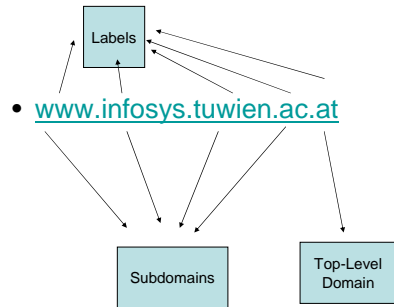 Labels
• www.infosys.tuwien.ac.at
Subdomains
Top-Level
Domain